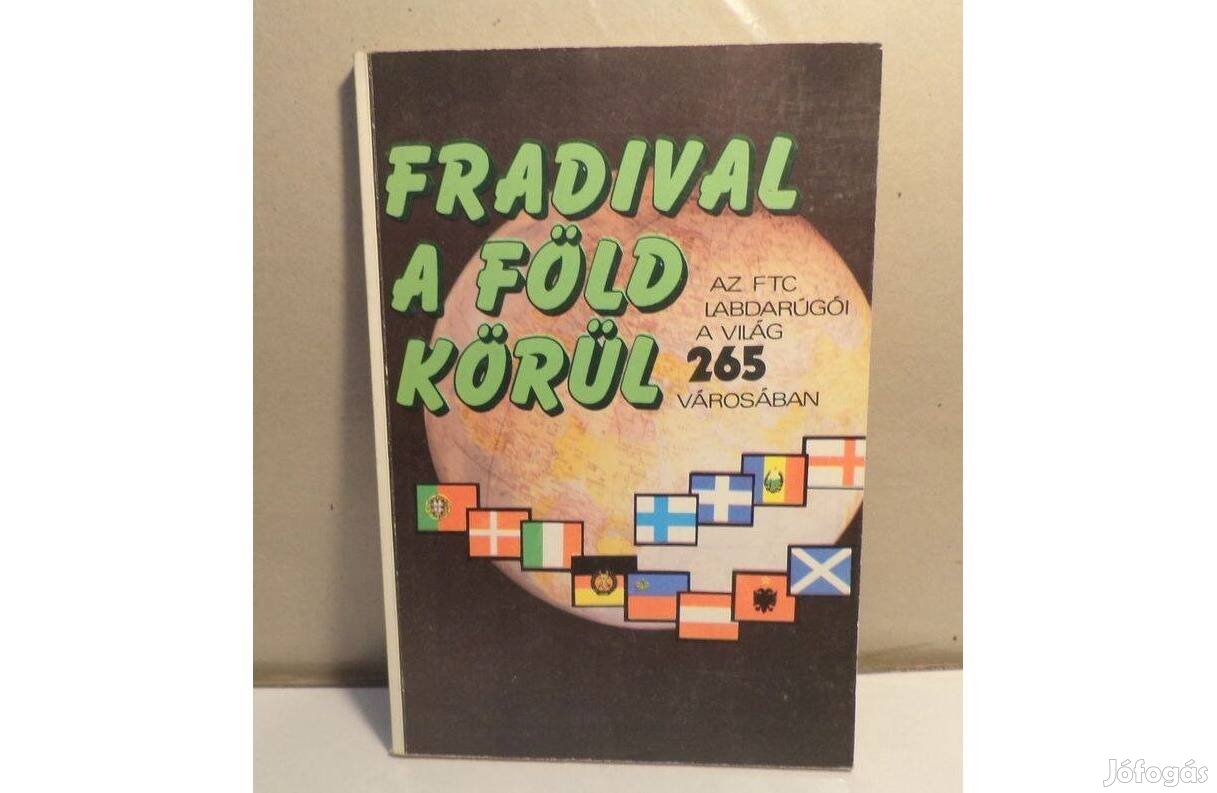 FRADIVAL
A FÖLD
KÖRÜL
AZ FTC
LABDARÚGÓI
A VILÁG
265
VÁROSÁBAN
Jófogás